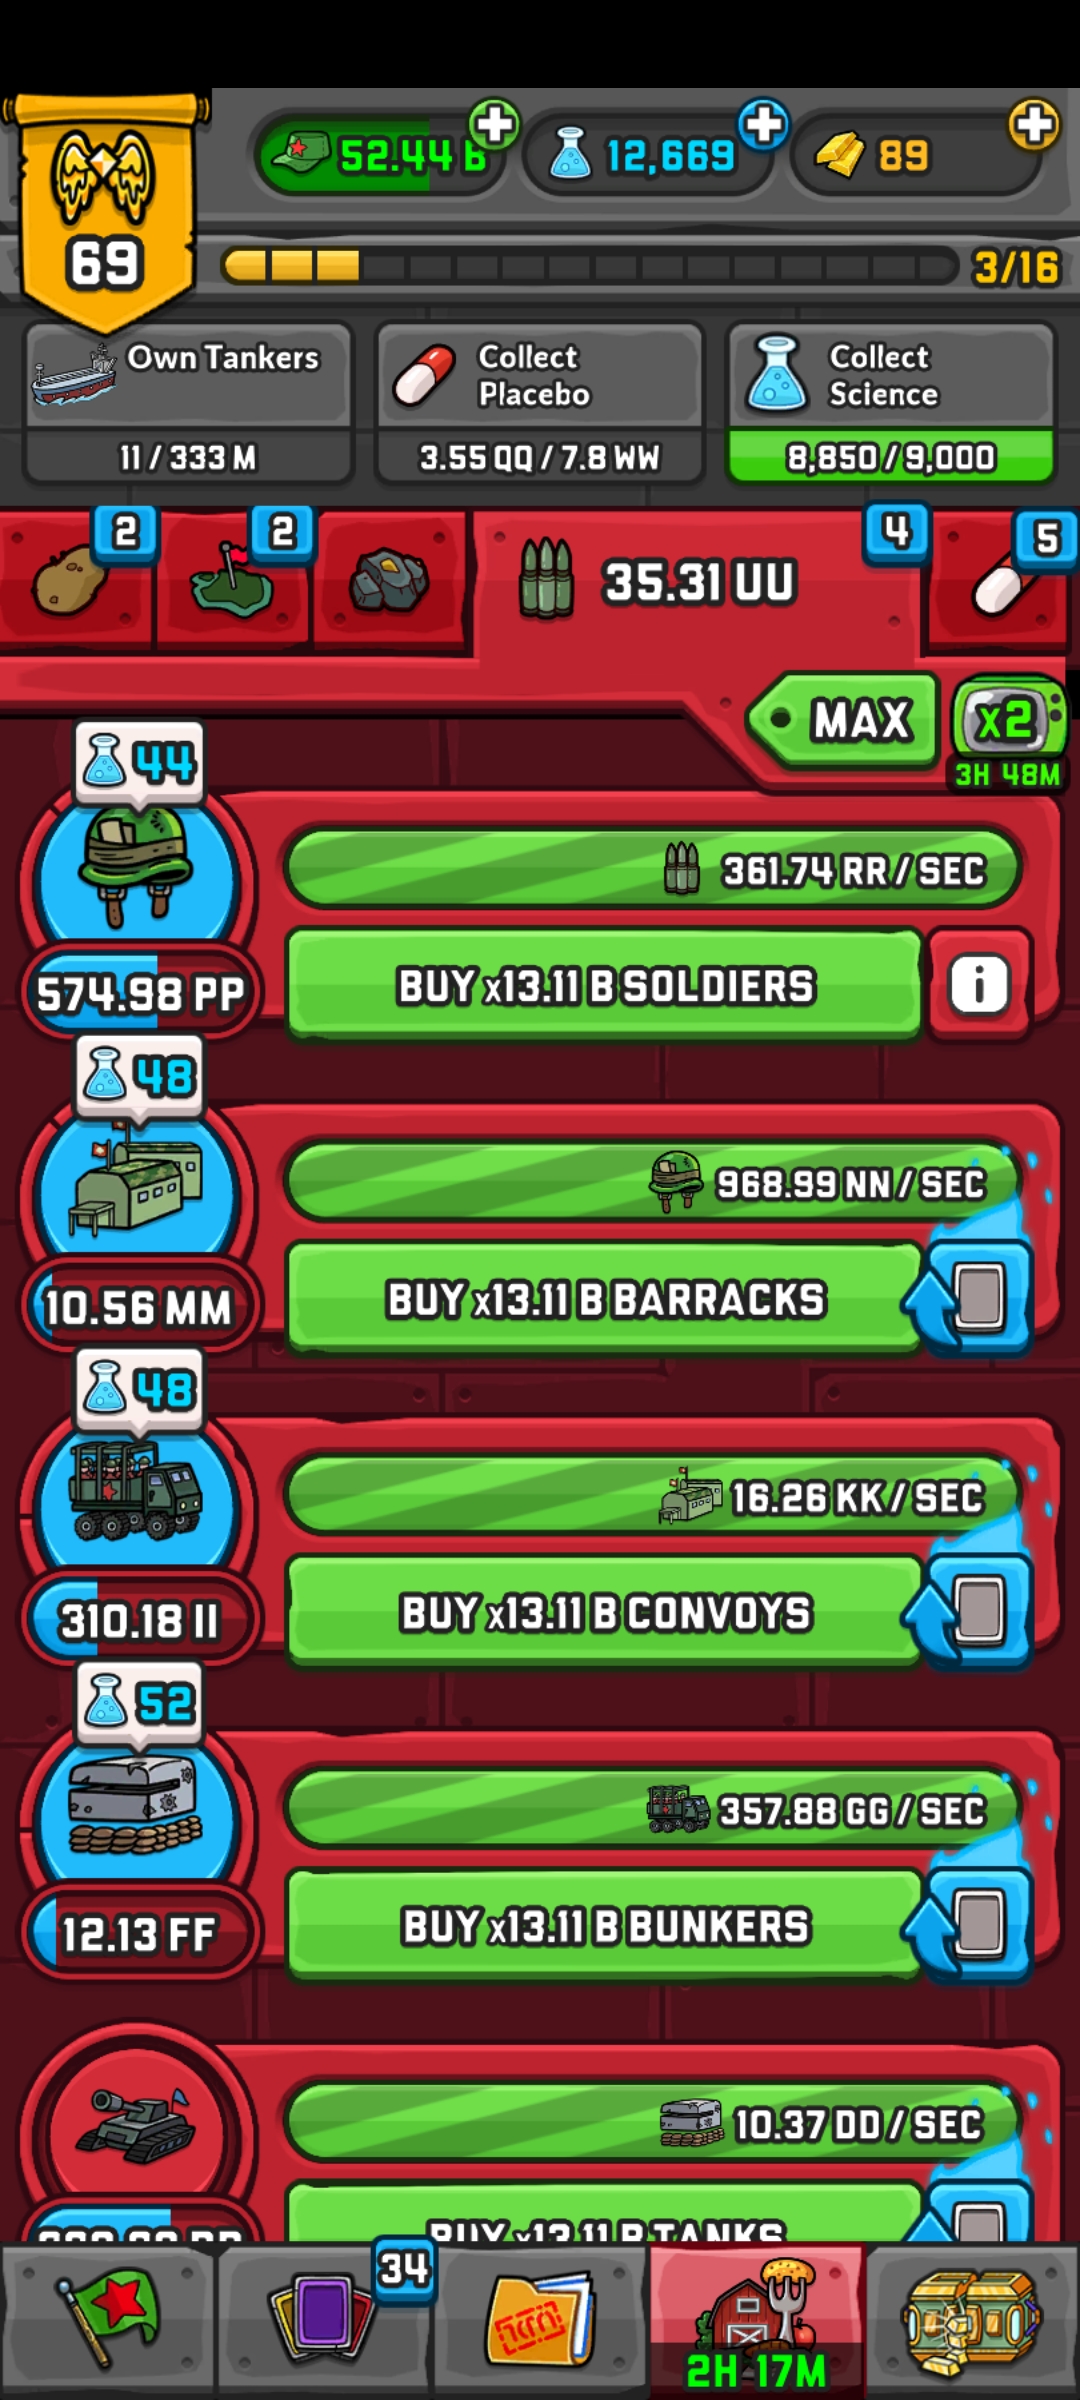 52.44 B
12,669
89
69
3/16
Own Tankers
11 / 333 M
Collect
Placebo
3.55 QQ / 7.8 WW
Collect
Science
8,850 / 9,000
2
2
35.31 UU
4
5
MAX
x2
3H 48M
44
361.74 RR / SEC
574.98 PP
BUY x13.11 B SOLDIERS
48
968.99 NN / SEC
10.56 MM
BUY x13.11 B BARRACKS
48
16.26 KK / SEC
310.18 II
BUY x13.11 B CONVOYS
52
357.88 GG / SEC
12.13 FF
BUY x13.11 B BUNKERS
10.37 DD / SEC
BUY x13.11 B TANKS
34
2H 17M